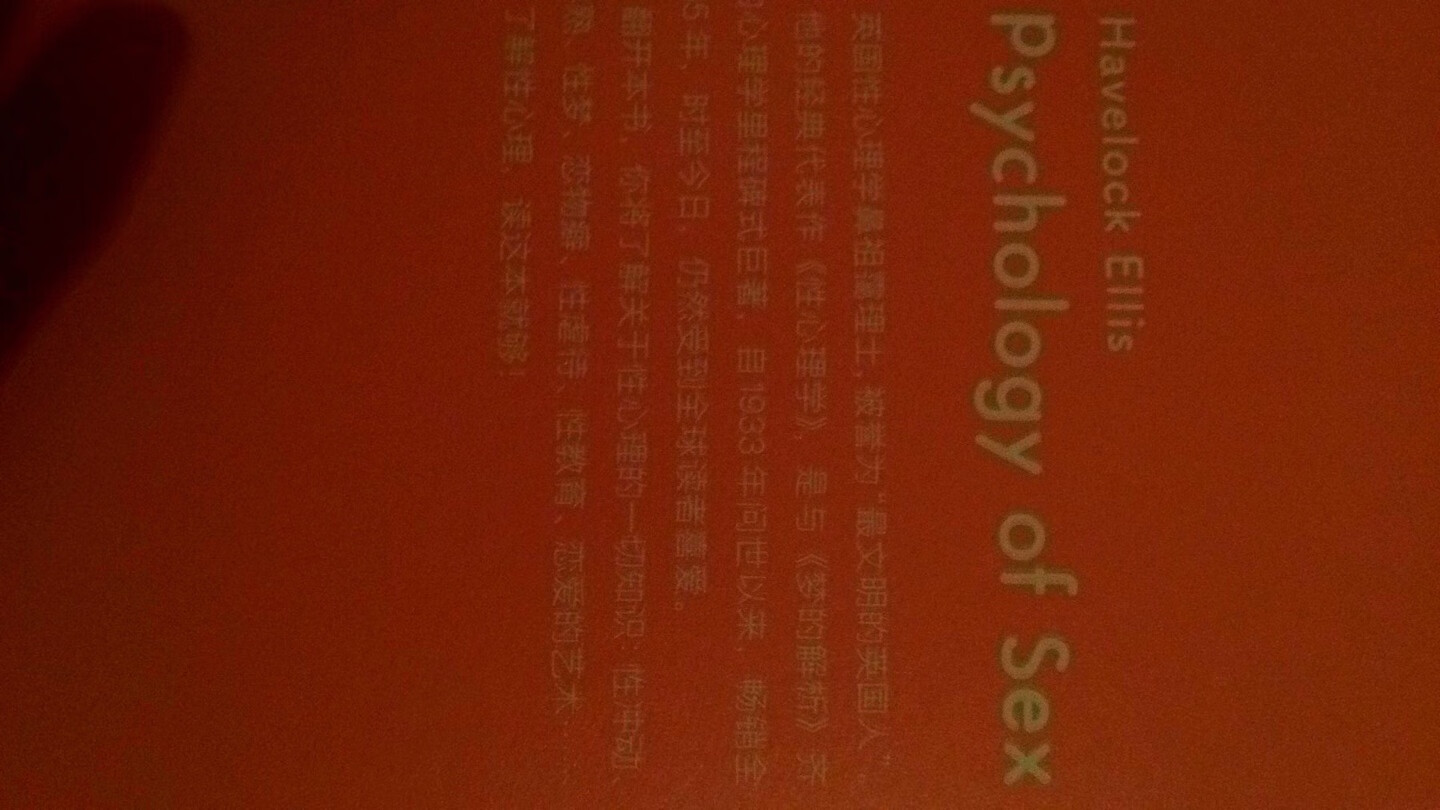 Havelock Ellis
Psychology of Sex
英国性心理学鼻祖霭理士，被誉为“最文明的英国人”。
他的经典代表作《性心理学》，是与《梦的解析》齐
心理学里程碑式巨著，自1933年问世以来，畅销全
5年，时至今日，仍然受到全球读者喜爱。
翻开本书，你将了解关于性心理的一切知识：性冲动、
性梦、恋物癖、性虐待、性教育、恋爱的艺术……
了解性心理，读这本就够！